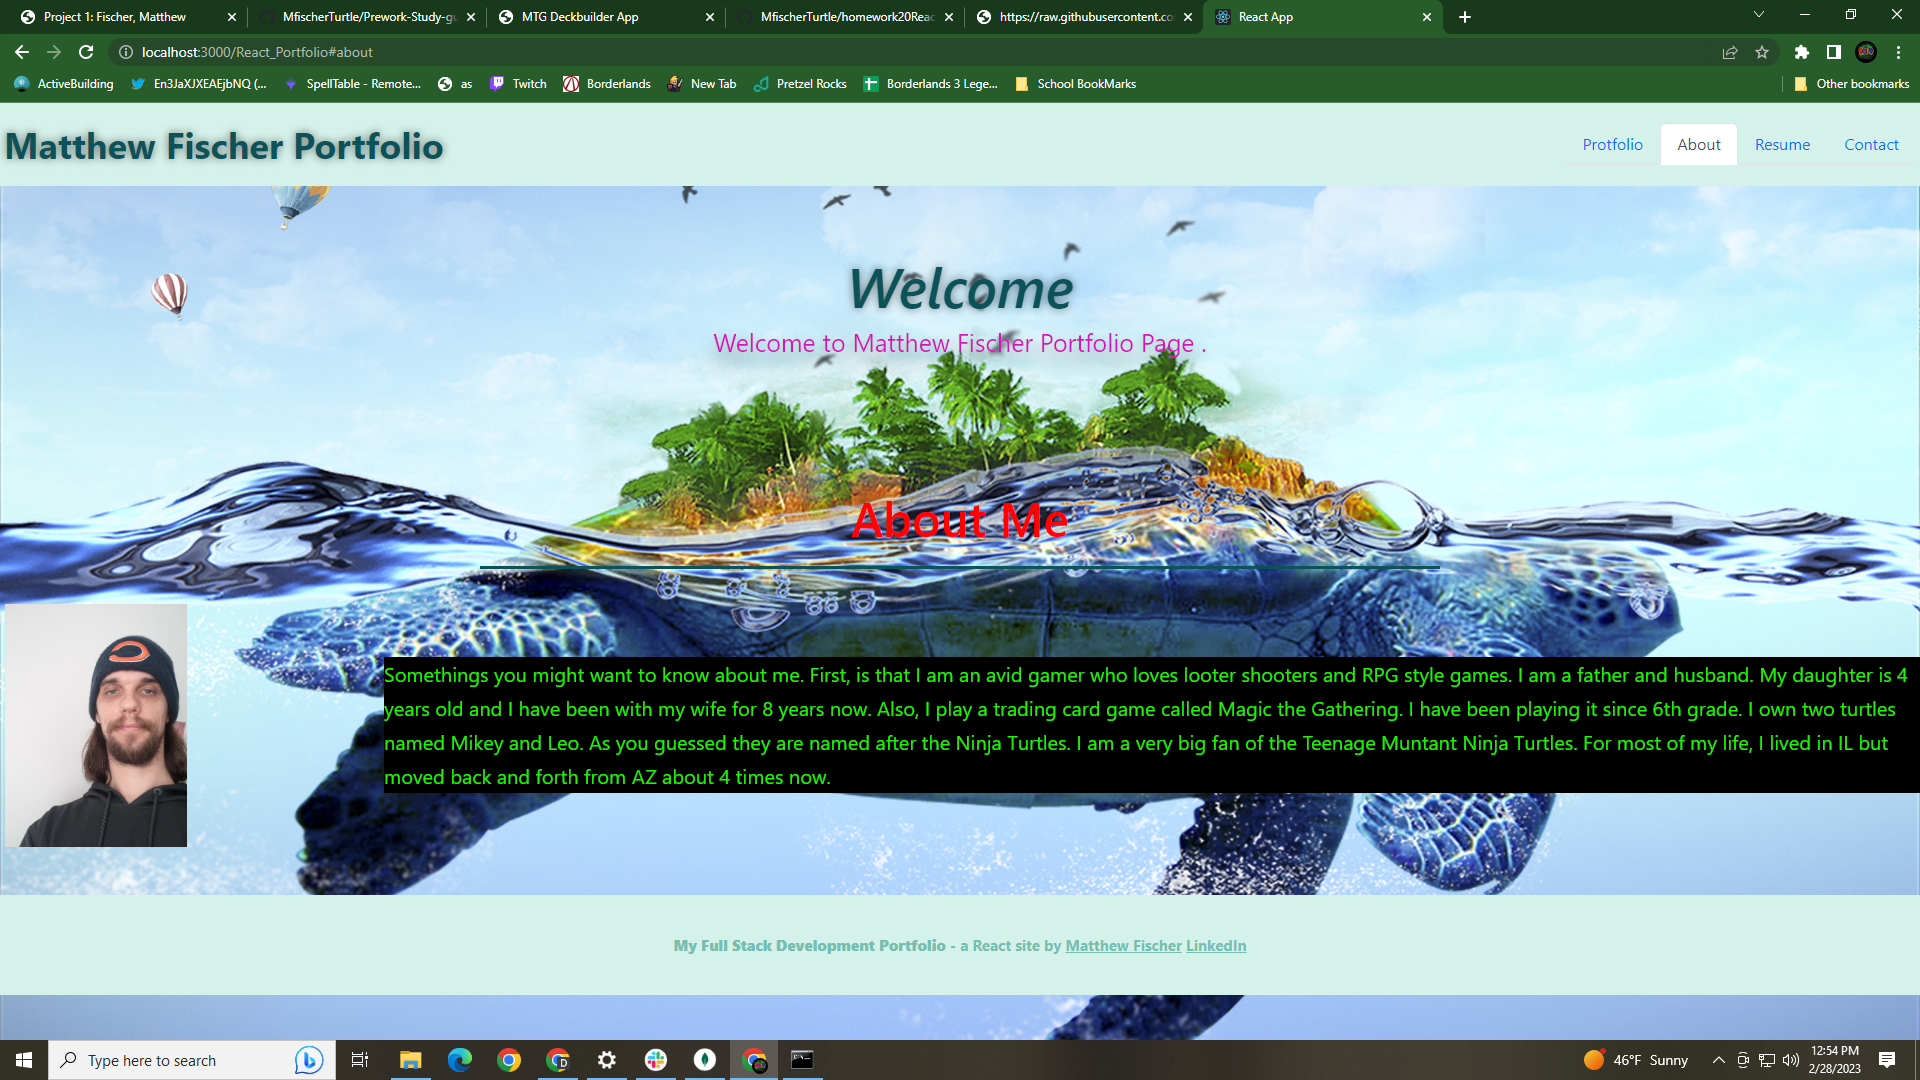 Project 1: Fischer, Matthew
MfischerTurtle/Prework-Study-gu
MTG Deckbuilder App
MfischerTurtle/homework20Reac
https://raw.githubusercontent.co
React App
localhost:3000/React_Portfolio#about
ActiveBuilding
En3JaXJXEAEjbNQ (...
SpellTable - Remote...
as
Twitch
Borderlands
New Tab
Pretzel Rocks
Borderlands 3 Lege...
School BookMarks
Other bookmarks
Matthew Fischer Portfolio
Protfolio
About
Resume
Contact
Welcome
Welcome to Matthew Fischer Portfolio Page .
About Me
Somethings you might want to know about me. First, is that I am an avid gamer who loves looter shooters and RPG style games. I am a father and husband. My daughter is 4
years old and I have been with my wife for 8 years now. Also, I play a trading card game called Magic the Gathering. I have been playing it since 6th grade. I own two turtles
named Mikey and Leo. As you guessed they are named after the Ninja Turtles. I am a very big fan of the Teenage Muntant Ninja Turtles. For most of my life, I lived in IL but
moved back and forth from AZ about 4 times now.
My Full Stack Development Portfolio - a React site by Matthew Fischer LinkedIn
Type here to search
46°F Sunny
12:54 PM
2/28/2023